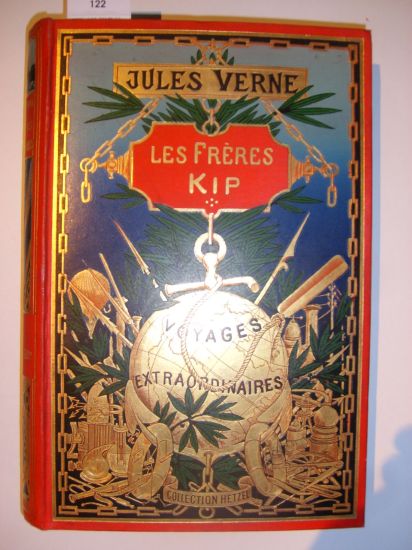 122
JULES VERNE
LES FRÈRES
KIP
VOYAGES
EXTRAORDINAIRES
COLLECTION HETZEL